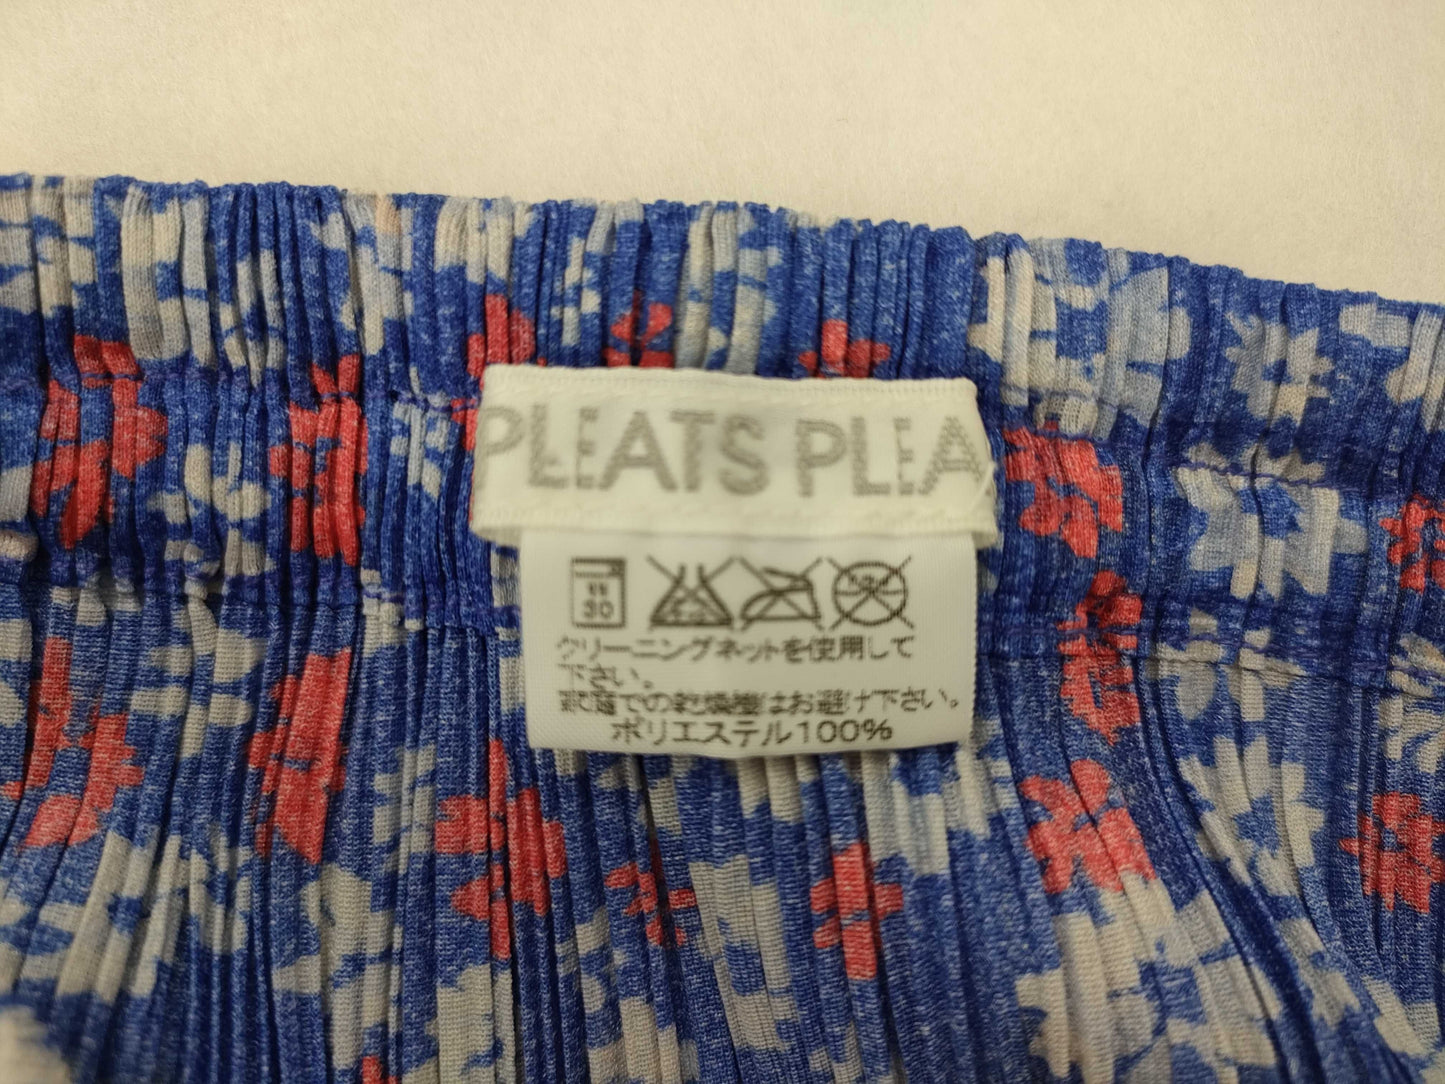 PLEATS PLEA
弱
30
クリーニングネットを使用して
下さい。
家庭での乾燥機はお避け下さい。
ポリエステル100%